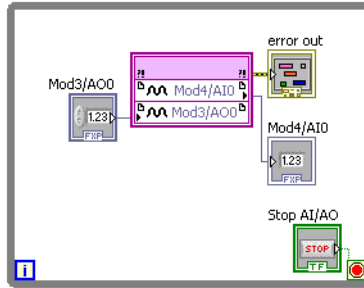 error out
Mod3/AO0
?! ?!
Mod4/AI0
1.23
FXP
Mod3/AO0
Mod4/AI0
1.23
FXP
Stop AI/AO
STOP
TF
i